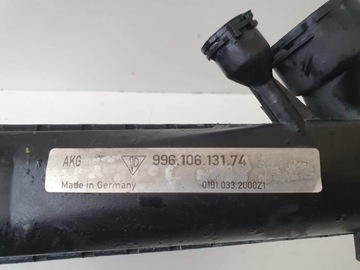 AKG 996.106.131.74
Made in Germany 0191.033.2000Z1